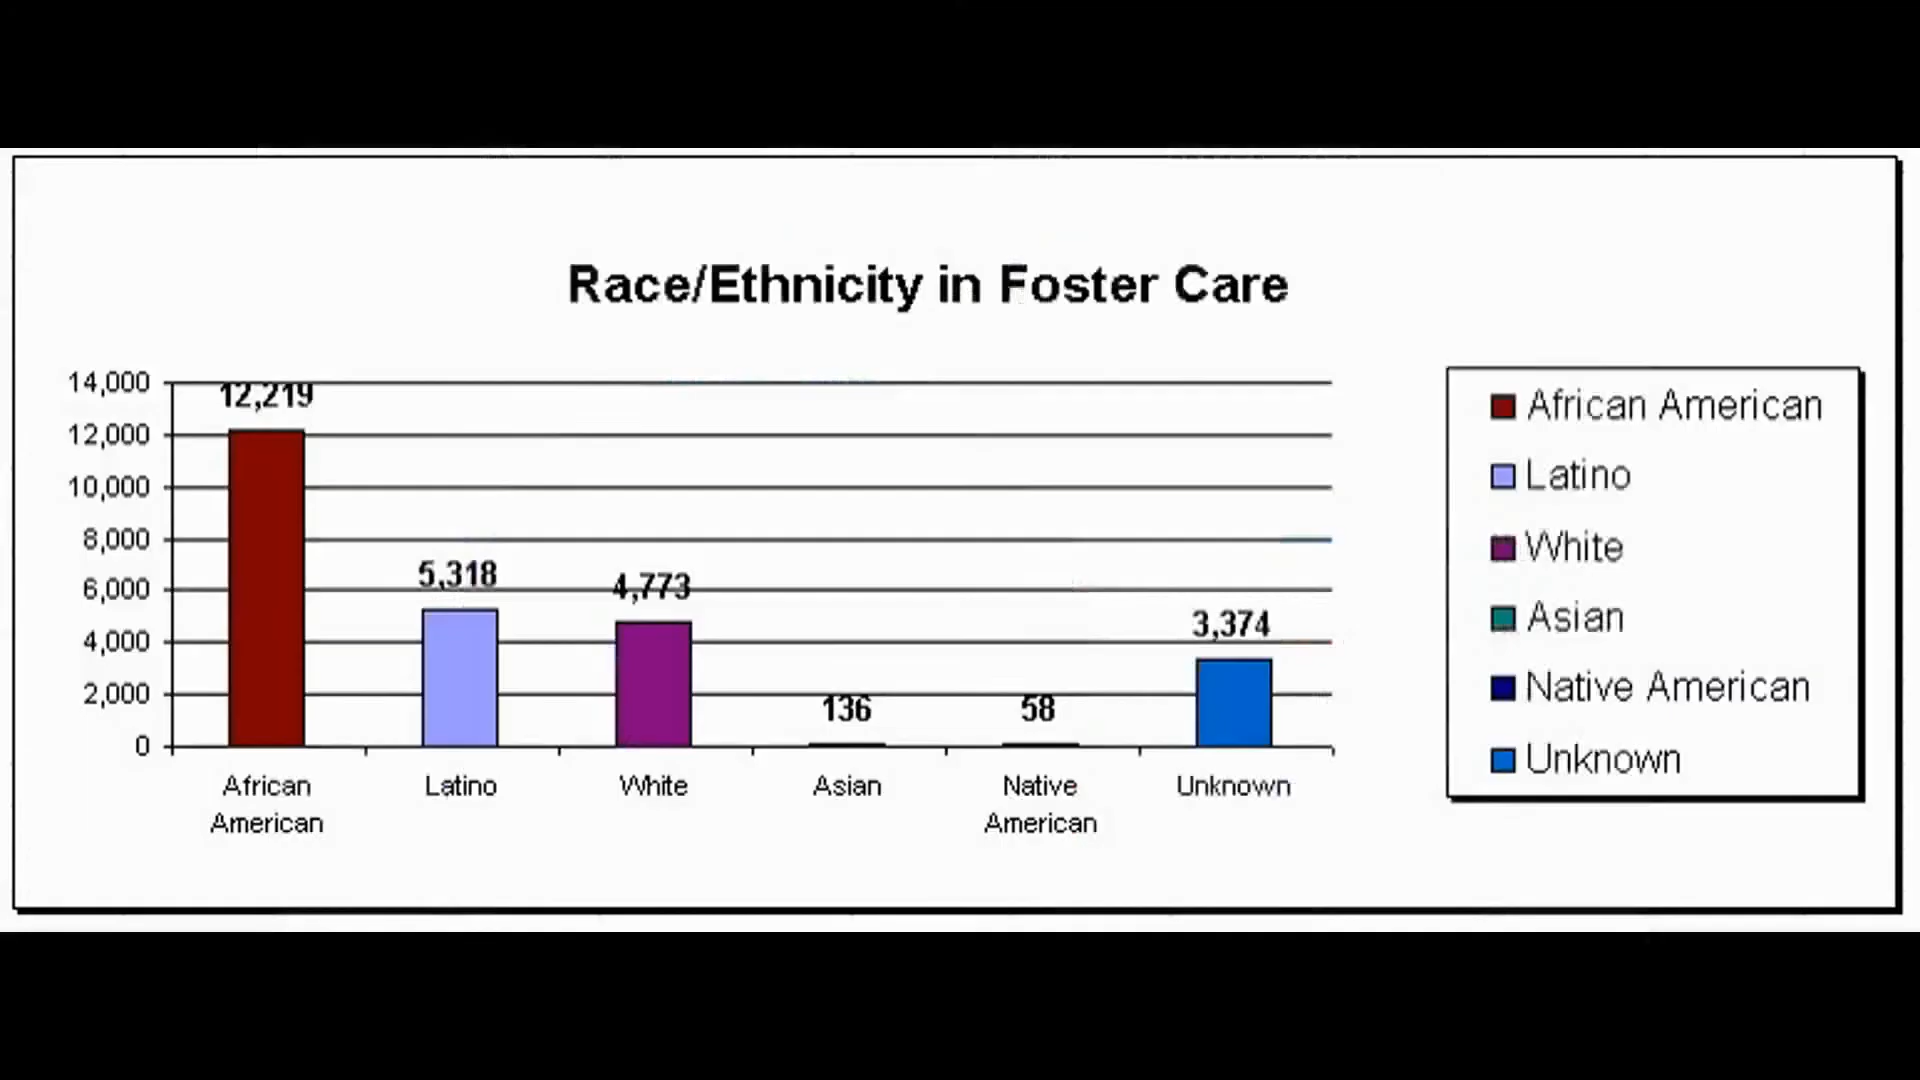 Race/Ethnicity in Foster Care
14,000
12,000
10,000
8,000
6,000
4,000
2,000
0
12,219
5,318
4,773
136
58
3,374
African
American
Latino
White
Asian
Native
American
Unknown
African American
Latino
White
Asian
Native American
Unknown